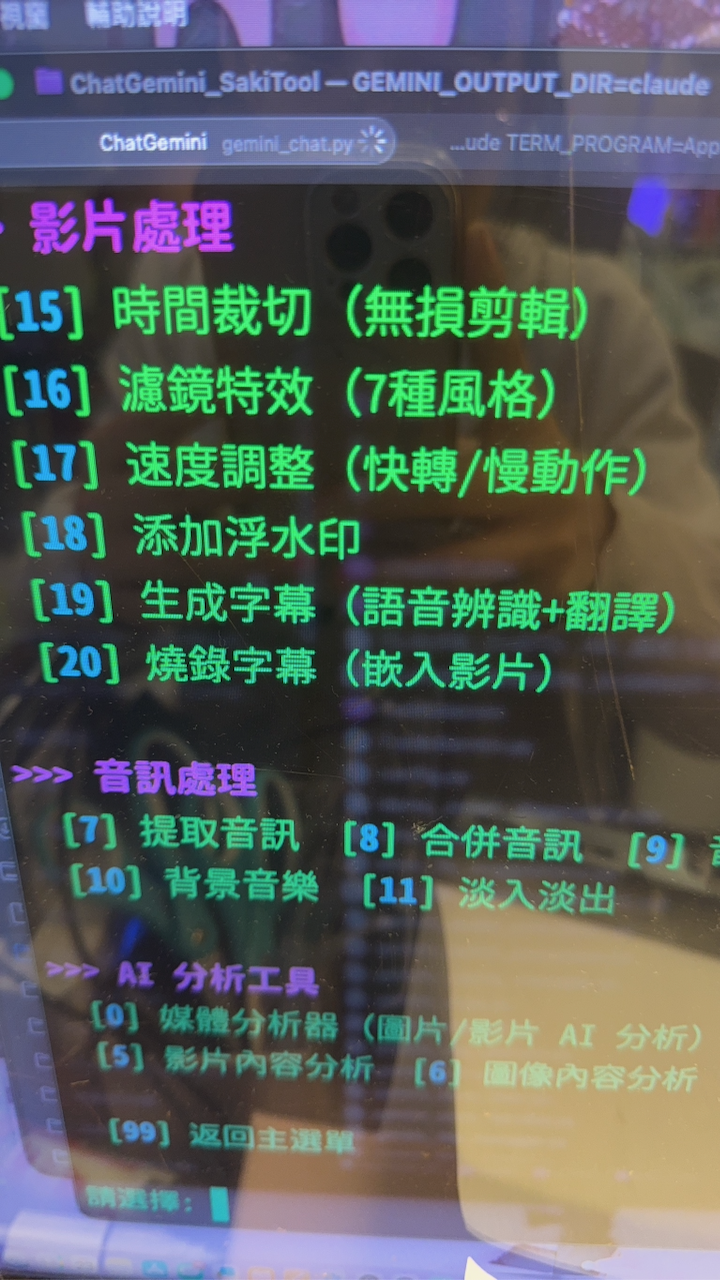 視窗 輔助說明
ChatGemini_SakiTool — GEMINI_OUTPUT_DIR=claude
ChatGemini gemini_chat.py ...ude TERM_PROGRAM=App
影片處理
[15] 時間裁切（無損剪輯）
[16] 濾鏡特效（7種風格）
[17] 速度調整（快轉/慢動作）
[18] 添加浮水印
[19] 生成字幕（語音辨識+翻譯）
[20] 燒錄字幕（嵌入影片）
>>> 音訊處理
[7] 提取音訊 [8] 合併音訊 [9]
[10] 背景音樂 [11] 淡入淡出
>>> AI 分析工具
[0] 媒體分析器（圖片/影片 AI 分析）
[5] 影片內容分析 [6] 圖像內容分析
[99] 返回主選單
請選擇: